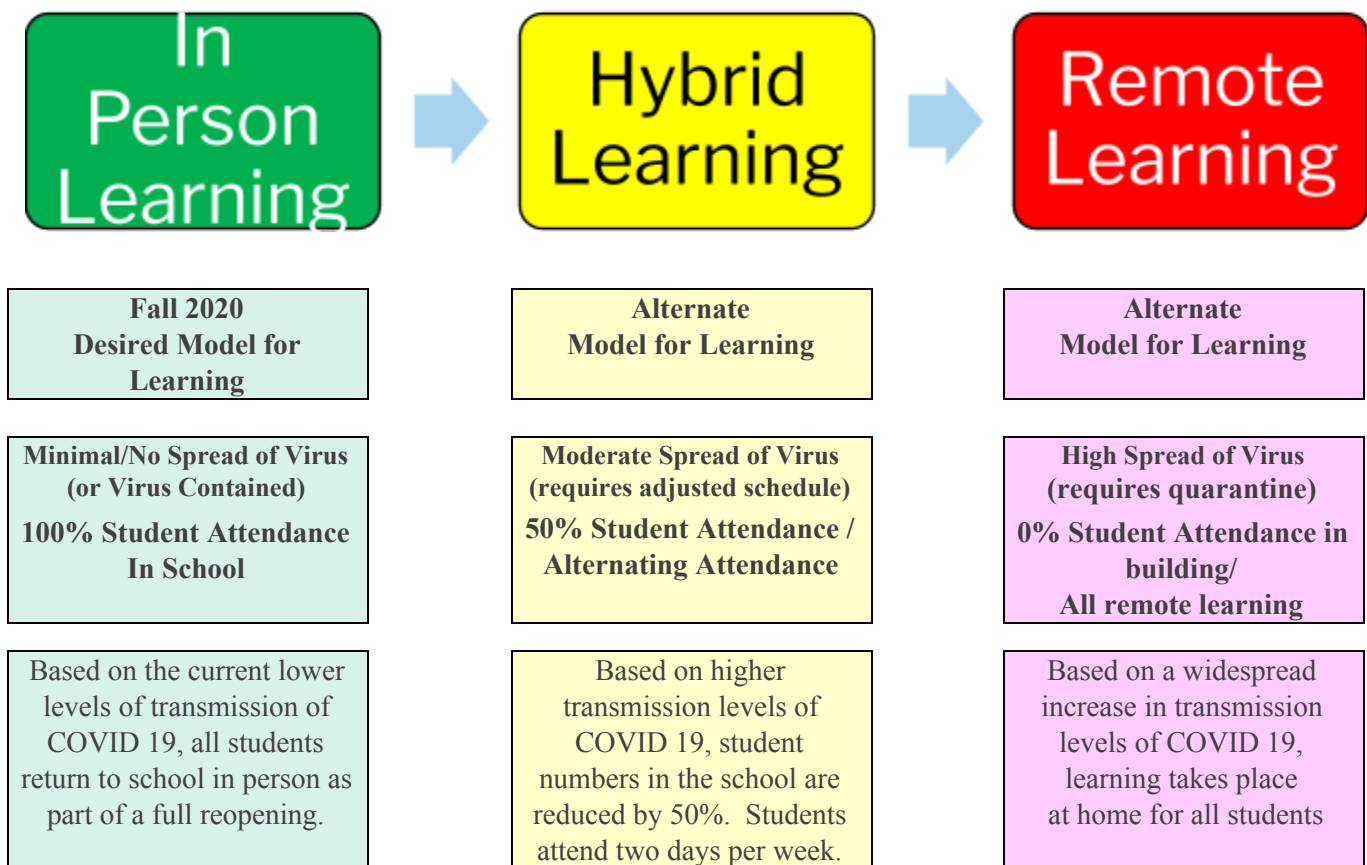 In
Person
Learning
Hybrid
Learning
Remote
Learning
Fall 2020
Desired Model for
Learning
Alternate
Model for Learning
Alternate
Model for Learning
Minimal/No Spread of Virus
(or Virus Contained)
100% Student Attendance
In School
Moderate Spread of Virus
(requires adjusted schedule)
50% Student Attendance /
Alternating Attendance
High Spread of Virus
(requires quarantine)
0% Student Attendance in
building/
All remote learning
Based on the current lower
levels of transmission of
COVID 19, all students
return to school in person as
part of a full reopening.
Based on higher
transmission levels of
COVID 19, student
numbers in the school are
reduced by 50%.  Students
attend two days per week.
Based on a widespread
increase in transmission
levels of COVID 19,
learning takes place
at home for all students